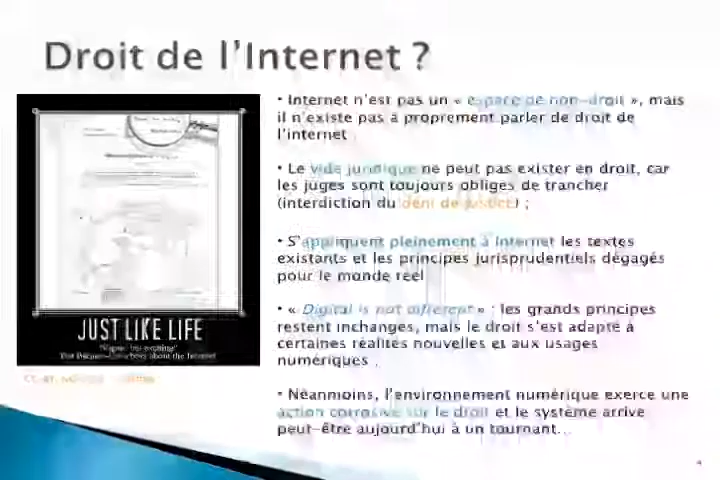 Droit de l'Internet ?
• Internet n'est pas un « espace de non-droit », mais
il n'existe pas à proprement parler de droit de
l'internet
• Le vide juridique ne peut pas exister en droit, car
les juges sont toujours obligés de trancher
(interdiction du déni de justice) ;
• S'appliquent pleinement à Internet les textes
existants et les principes jurisprudentiels dégagés
pour le monde réel
• « Digital is not different » : les grands principes
restent inchangés, mais le droit s'est adapté à
certaines réalités nouvelles et aux usages
numériques .
• Néanmoins, l'environnement numérique exerce une
action corrosive sur le droit et le système arrive
peut-être aujourd'hui à un tournant...
JUST LIKE LIFE
about the Internet
4